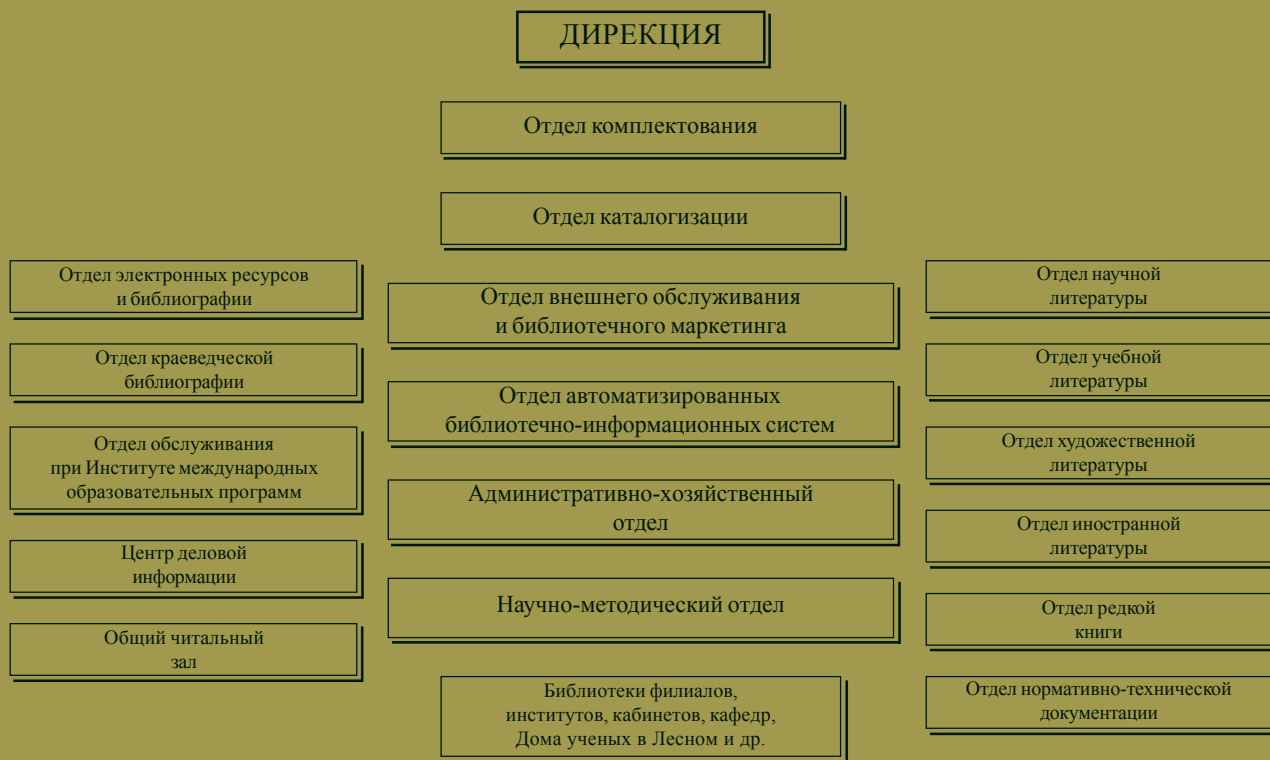 ДИРЕКЦИЯ
Отдел комплектования
Отдел каталогизации
Отдел электронных ресурсов
и библиографии
Отдел краеведческой
библиографии
Отдел обслуживания
при Институте международных
образовательных программ
Центр деловой
информации
Общий читальный
зал
Отдел внешнего обслуживания
и библиотечного маркетинга
Отдел автоматизированных
библиотечно-информационных систем
Административно-хозяйственный
отдел
Научно-методический отдел
Библиотеки филиалов,
институтов, кабинетов, кафедр,
Дома ученых в Лесном и др.
Отдел научной
литературы
Отдел учебной
литературы
Отдел художественной
литературы
Отдел иностранной
литературы
Отдел редкой
книги
Отдел нормативно-технической
документации